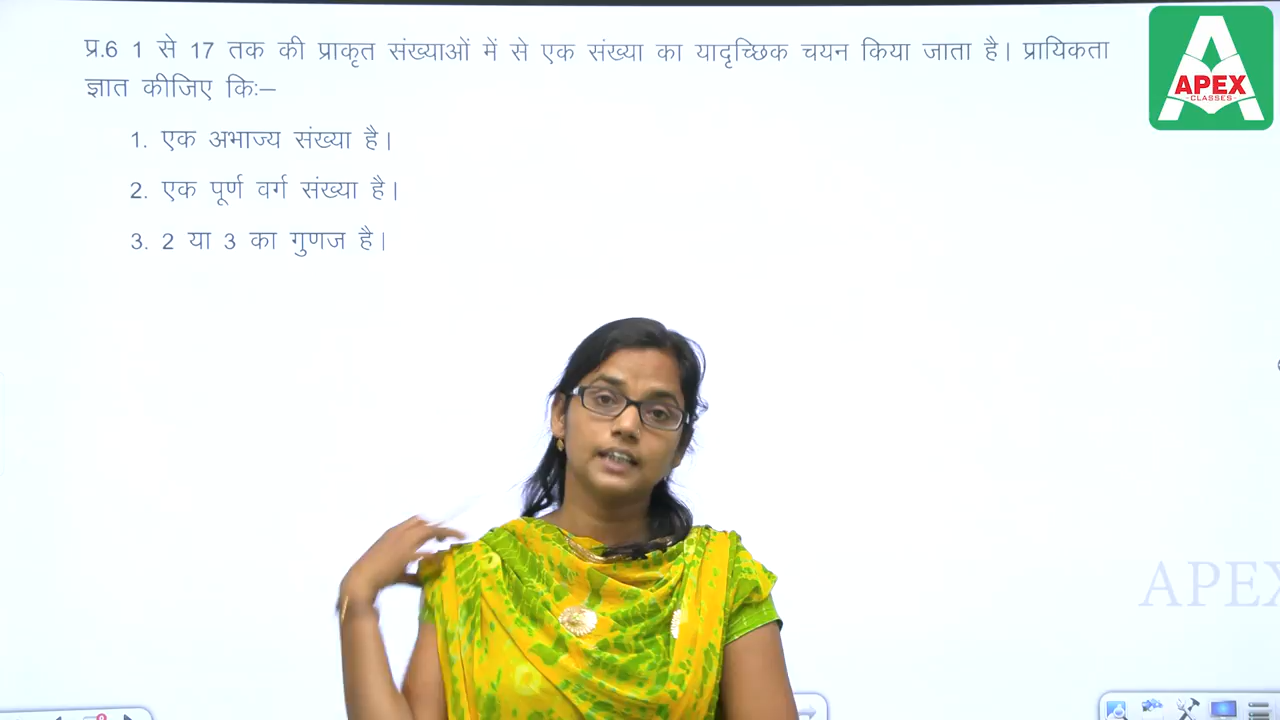 प्र.6 1 से 17 तक की प्राकृत संख्याओं में से एक संख्या का यादृच्छिक चयन किया जाता है। प्रायिकता
ज्ञात कीजिए कि:–
1. एक अभाज्य संख्या है।
2. एक पूर्ण वर्ग संख्या है।
3. 2 या 3 का गुणज है।
APEX
CLASSES
APEX